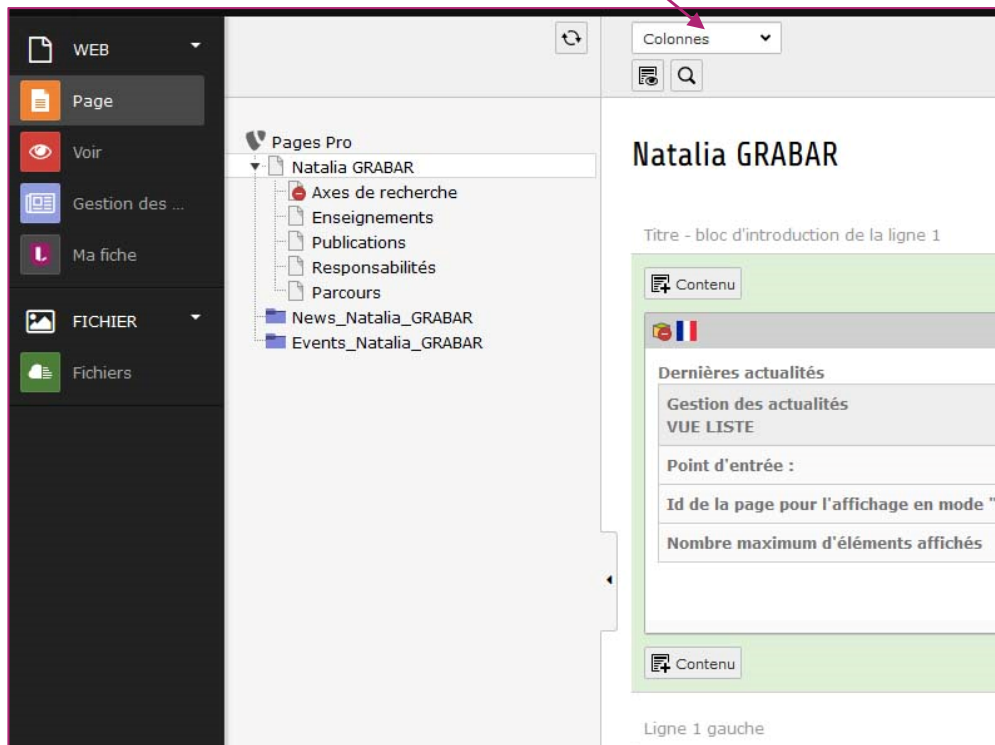 WEB
Page
Voir
Gestion des ...
Ma fiche
FICHIER
Fichiers
Pages Pro
Natalia GRABAR
Axes de recherche
Enseignements
Publications
Responsabilités
Parcours
News_Natalia_GRABAR
Events_Natalia_GRABAR
Colonnes
Natalia GRABAR
Titre - bloc d'introduction de la ligne 1
Contenu
Dernières actualités
Gestion des actualités
VUE LISTE
Point d'entrée :
Id de la page pour l'affichage en mode "
Nombre maximum d'éléments affichés
Contenu
Ligne 1 gauche